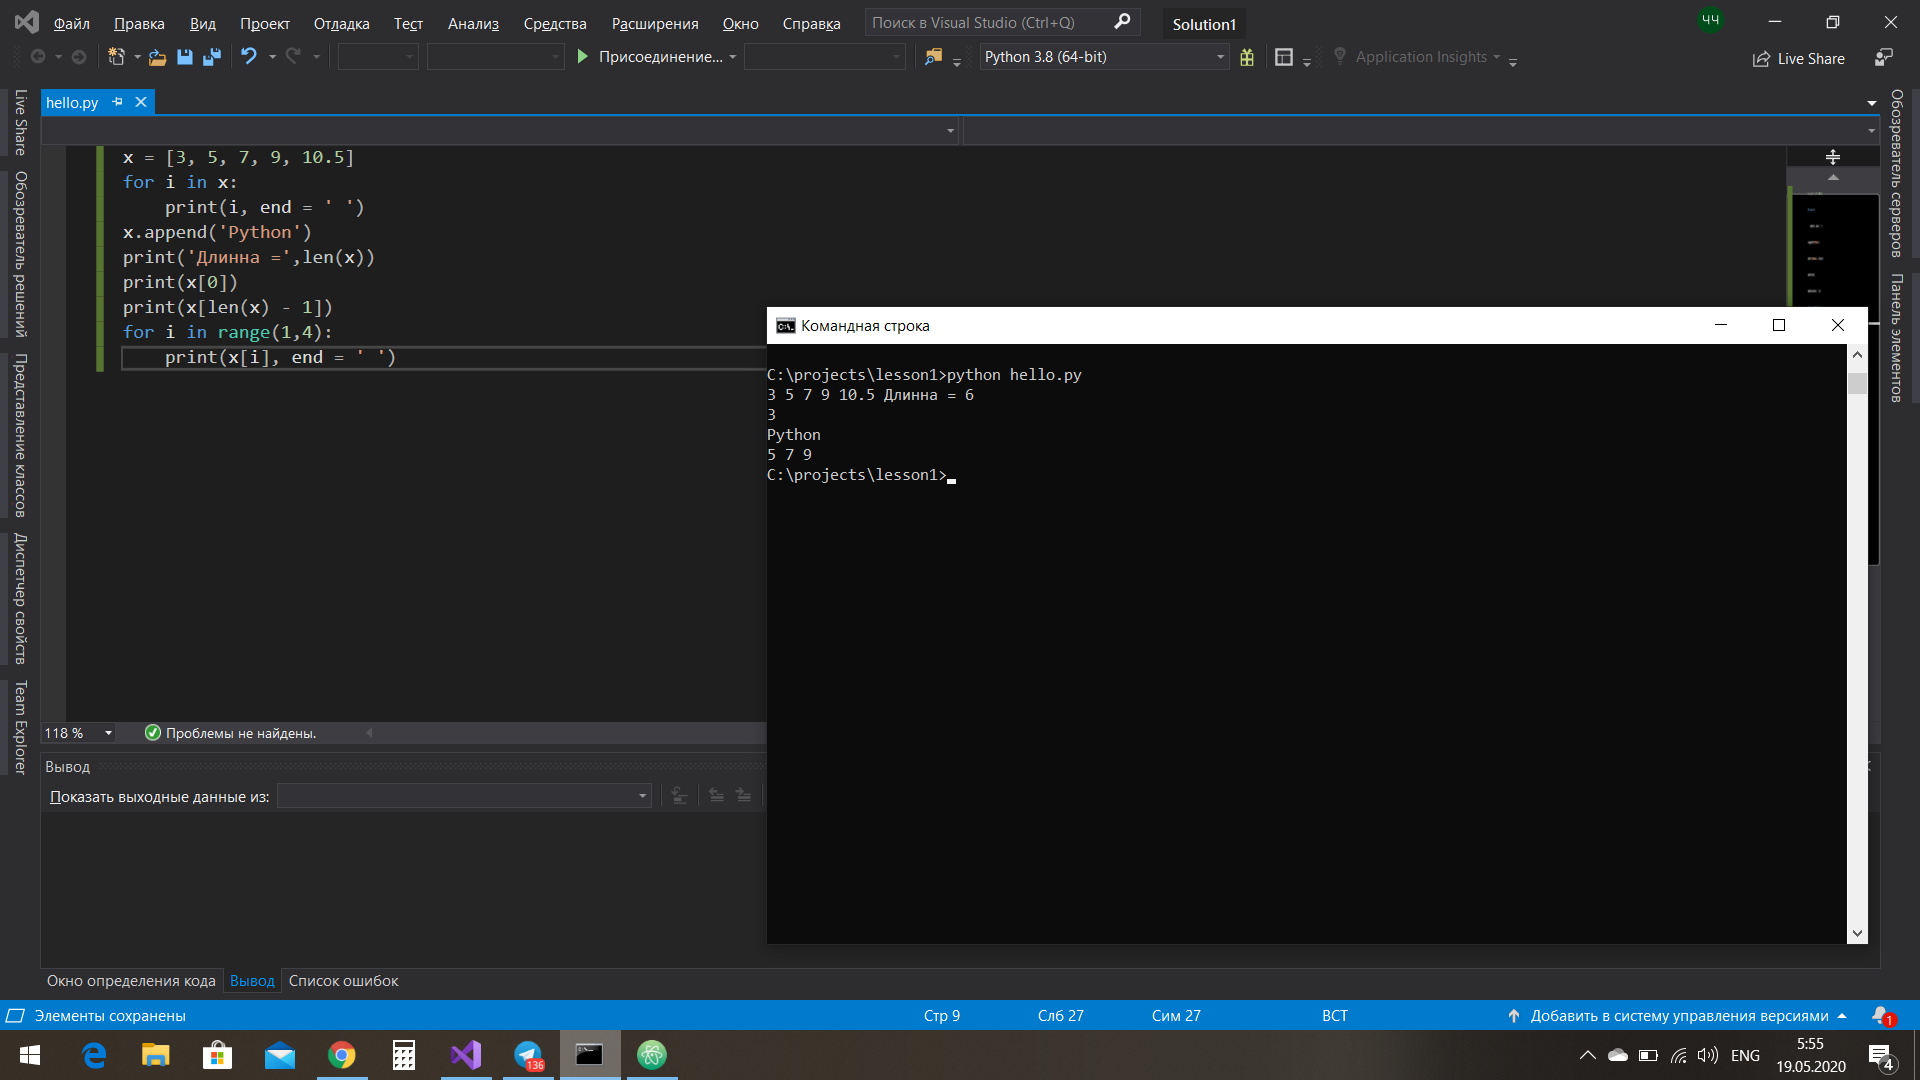 Файл Правка Вид Проект Отладка Тест Анализ Средства Расширения Окно Справка Поиск в Visual Studio (Ctrl+Q) Solution1 ЧЧ
Присоединение... Python 3.8 (64-bit) Application Insights Live Share
hello.py
Live Share
Обозреватель решений
Представление классов
Диспетчер свойств
Team Explorer
x = [3, 5, 7, 9, 10.5]
for i in x:
    print(i, end = ' ')
x.append('Python')
print('Длинна =',len(x))
print(x[0])
print(x[len(x) - 1])
for i in range(1,4):
    print(x[i], end = ' ')
Обозреватель серверов
Панель элементов
Командная строка
C:\projects\lesson1>python hello.py
3 5 7 9 10.5 Длинна = 6
3
Python
5 7 9
C:\projects\lesson1>
118 % Проблемы не найдены.
Вывод
Показать выходные данные из:
Окно определения кода Вывод Список ошибок
Элементы сохранены Стр 9 Слб 27 Сим 27 ВСТ Добавить в систему управления версиями 1
136 ENG 5:55
19.05.2020 4